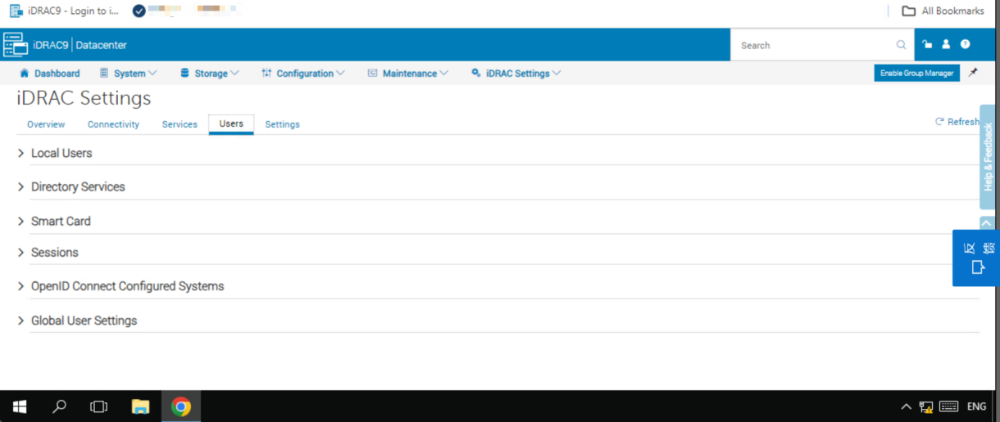 iDRAC9 - Login to i...
All Bookmarks
iDRAC9 | Datacenter
Search
Dashboard System Storage Configuration Maintenance iDRAC Settings Enable Group Manager
iDRAC Settings
Overview Connectivity Services Users Settings
Refresh
Help & Feedback
Local Users
Directory Services
Smart Card
Sessions
OpenID Connect Configured Systems
Global User Settings
ENG